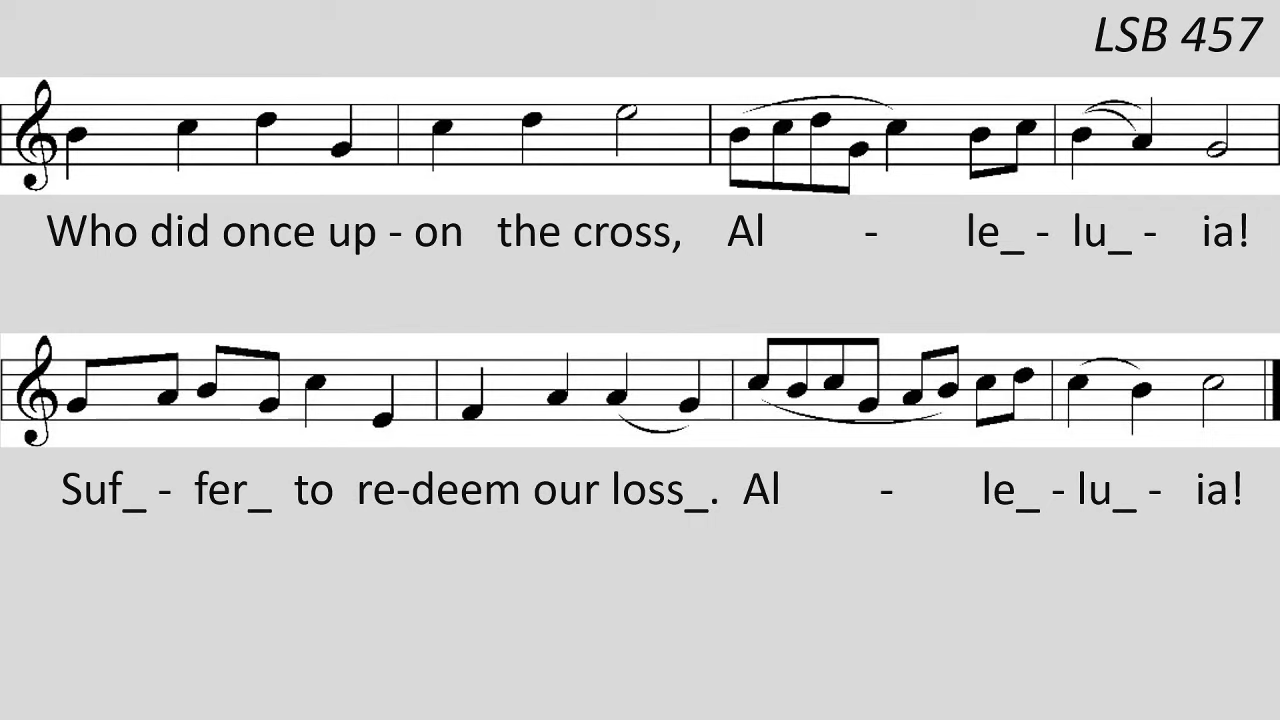 LSB 457
Who did once up - on the cross, Al - le_ - lu_ - ia!
Suf_ - fer_ to re-deem our loss_. Al - le_ - lu_ - ia!